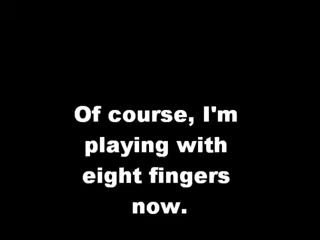 Of course, I'm
playing with
eight fingers
now.